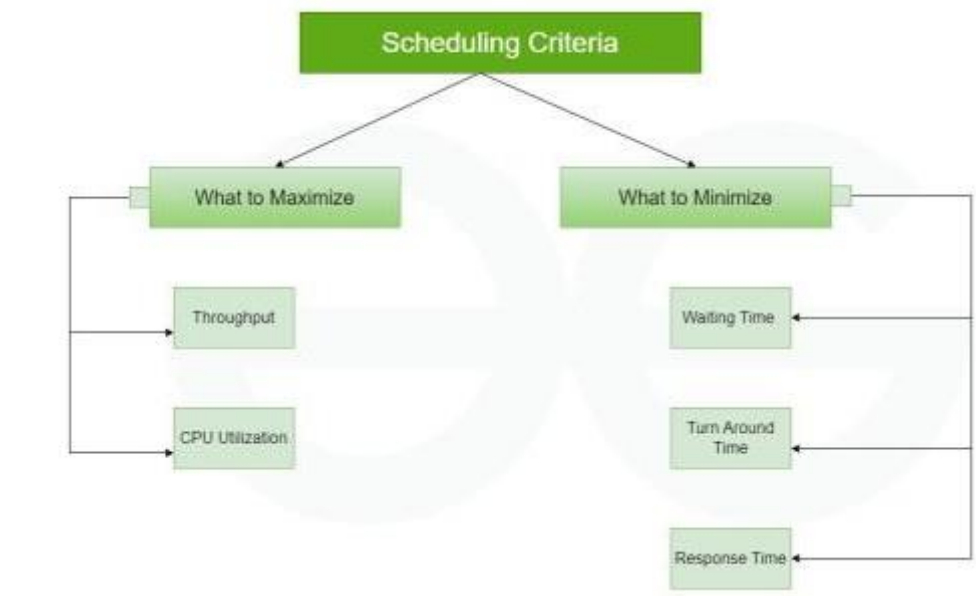 Scheduling Criteria
What to Maximize
What to Minimize
Throughput
Waiting Time
CPU Utilization
Turn Around
Time
Response Time